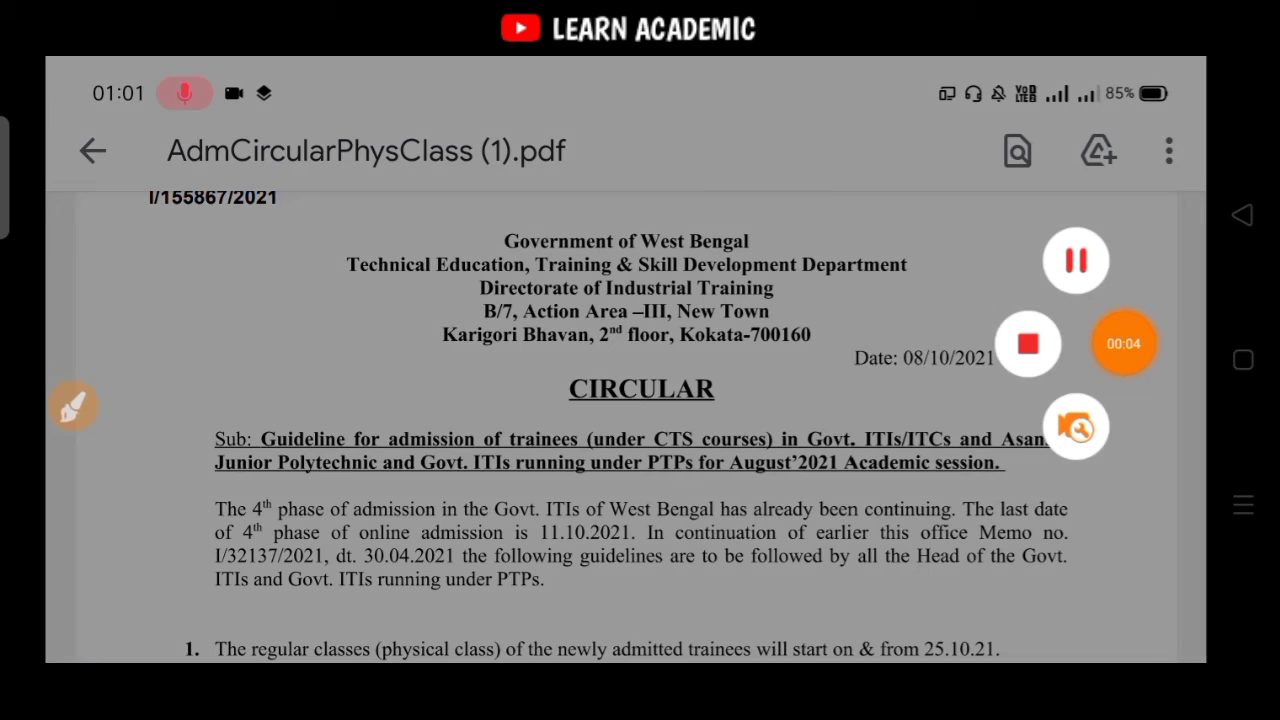 LEARN ACADEMIC
01:01
85%
AdmCircularPhysClass (1).pdf
I/155867/2021
Government of West Bengal
Technical Education, Training & Skill Development Department
Directorate of Industrial Training
B/7, Action Area –III, New Town
Karigori Bhavan, 2nd floor, Kokata-700160
Date: 08/10/2021
00:04
CIRCULAR
Sub: Guideline for admission of trainees (under CTS courses) in Govt. ITIs/ITCs and
Junior Polytechnic and Govt. ITIs running under PTPs for August'2021 Academic session.
The 4th phase of admission in the Govt. ITIs of West Bengal has already been continuing. The last date
of 4th phase of online admission is 11.10.2021. In continuation of earlier this office Memo no.
I/32137/2021, dt. 30.04.2021 the following guidelines are to be followed by all the Head of the Govt.
ITIs and Govt. ITIs running under PTPs.
1. The regular classes (physical class) of the newly admitted trainees will start on & from 25.10.21.